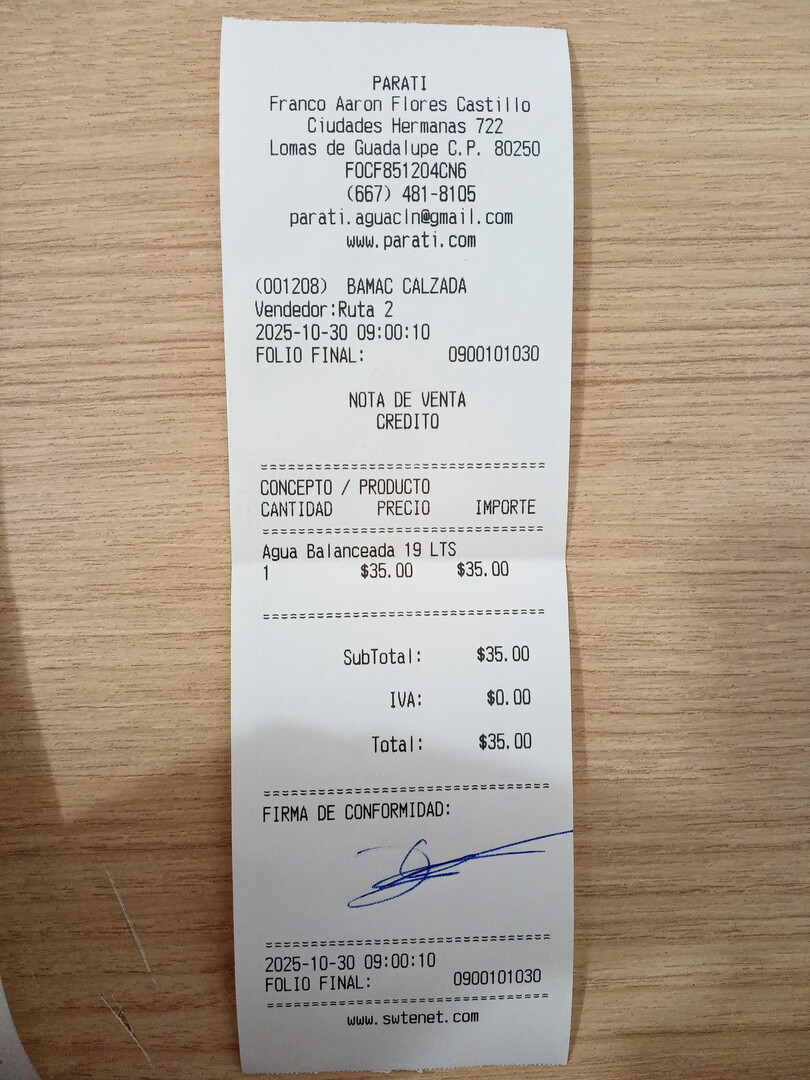 PARATI
Franco Aaron Flores Castillo
Ciudades Hermanas 722
Lomas de Guadalupe C.P. 80250
FOCF851204CN6
(667) 481-8105
parati.aguacln@gmail.com
www.parati.com
(001208) BAMAC CALZADA
Vendedor:Ruta 2
2025-10-30 09:00:10
FOLIO FINAL: 0900101030
NOTA DE VENTA
CREDITO
CONCEPTO / PRODUCTO
CANTIDAD PRECIO IMPORTE
Agua Balanceada 19 LTS
1 $35.00 $35.00
SubTotal: $35.00
IVA: $0.00
Total: $35.00
FIRMA DE CONFORMIDAD:
2025-10-30 09:00:10
FOLIO FINAL: 0900101030
www.swtenet.com